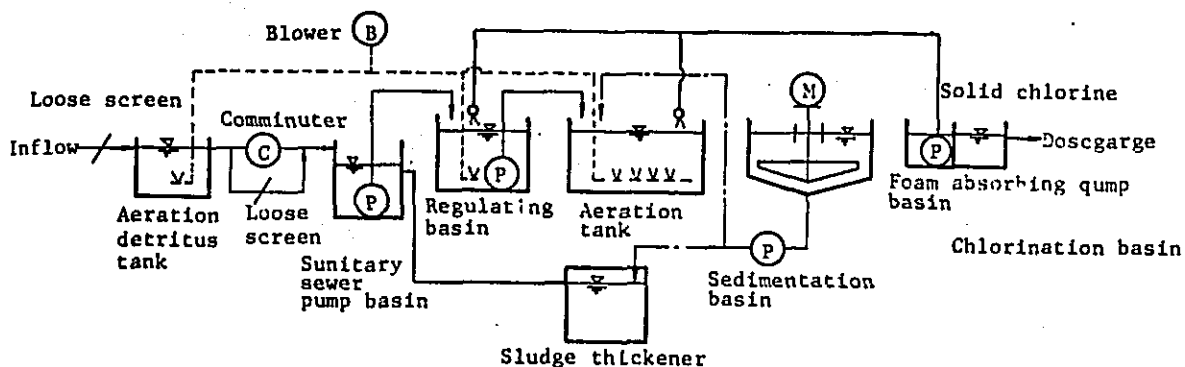 Blower
B
Loose screen
Comminuter
M
Solid chlorine
Inflow
C
P
Doscgarge
P
P
Aeration
detritus
tank
Loose
screen
Regulating
basin
Aeration
tank
Foam absorbing qump
basin
P
Sunitary
sewer
pump basin
P
Sedimentation
basin
Chlorination basin
Sludge thickener